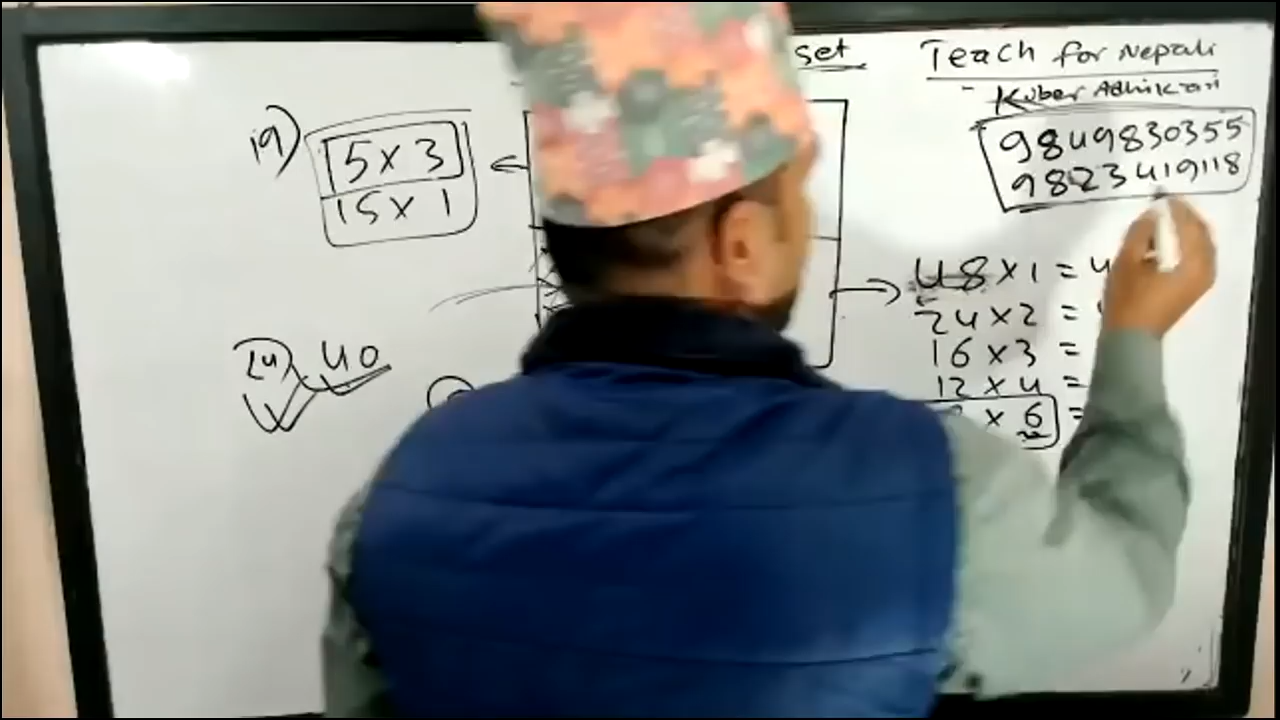 set
Teach for Nepali
- Kuber Adhikari
9849830355
9823419118
19)
5 x 3
15 x 1
48 x 1 = 4
24 x 2 =
16 x 3 =
12 x 4 =
x 6 =
24) 40